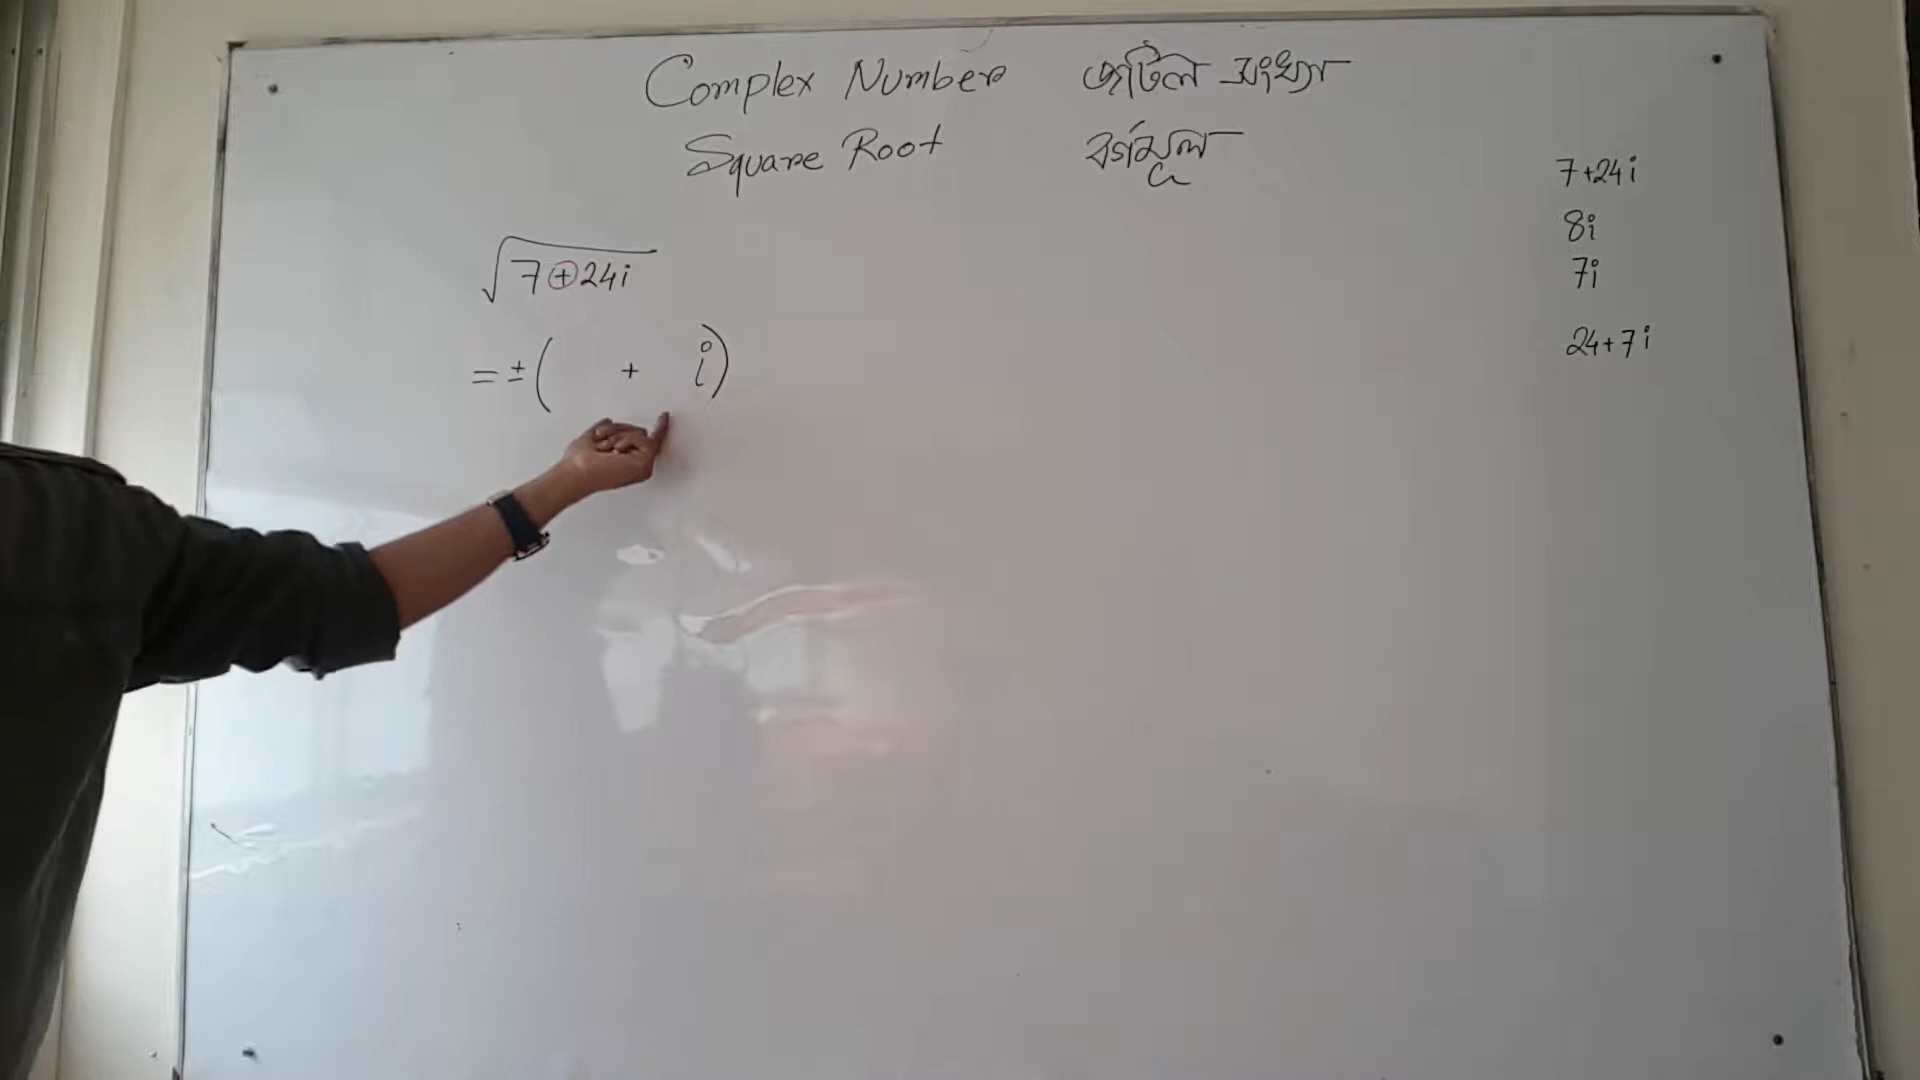 Complex Number জটিল সংখ্যা
Square Root বর্গমূল
√7+24i
=±( + i)
7+24i
8i
7i
24+7i